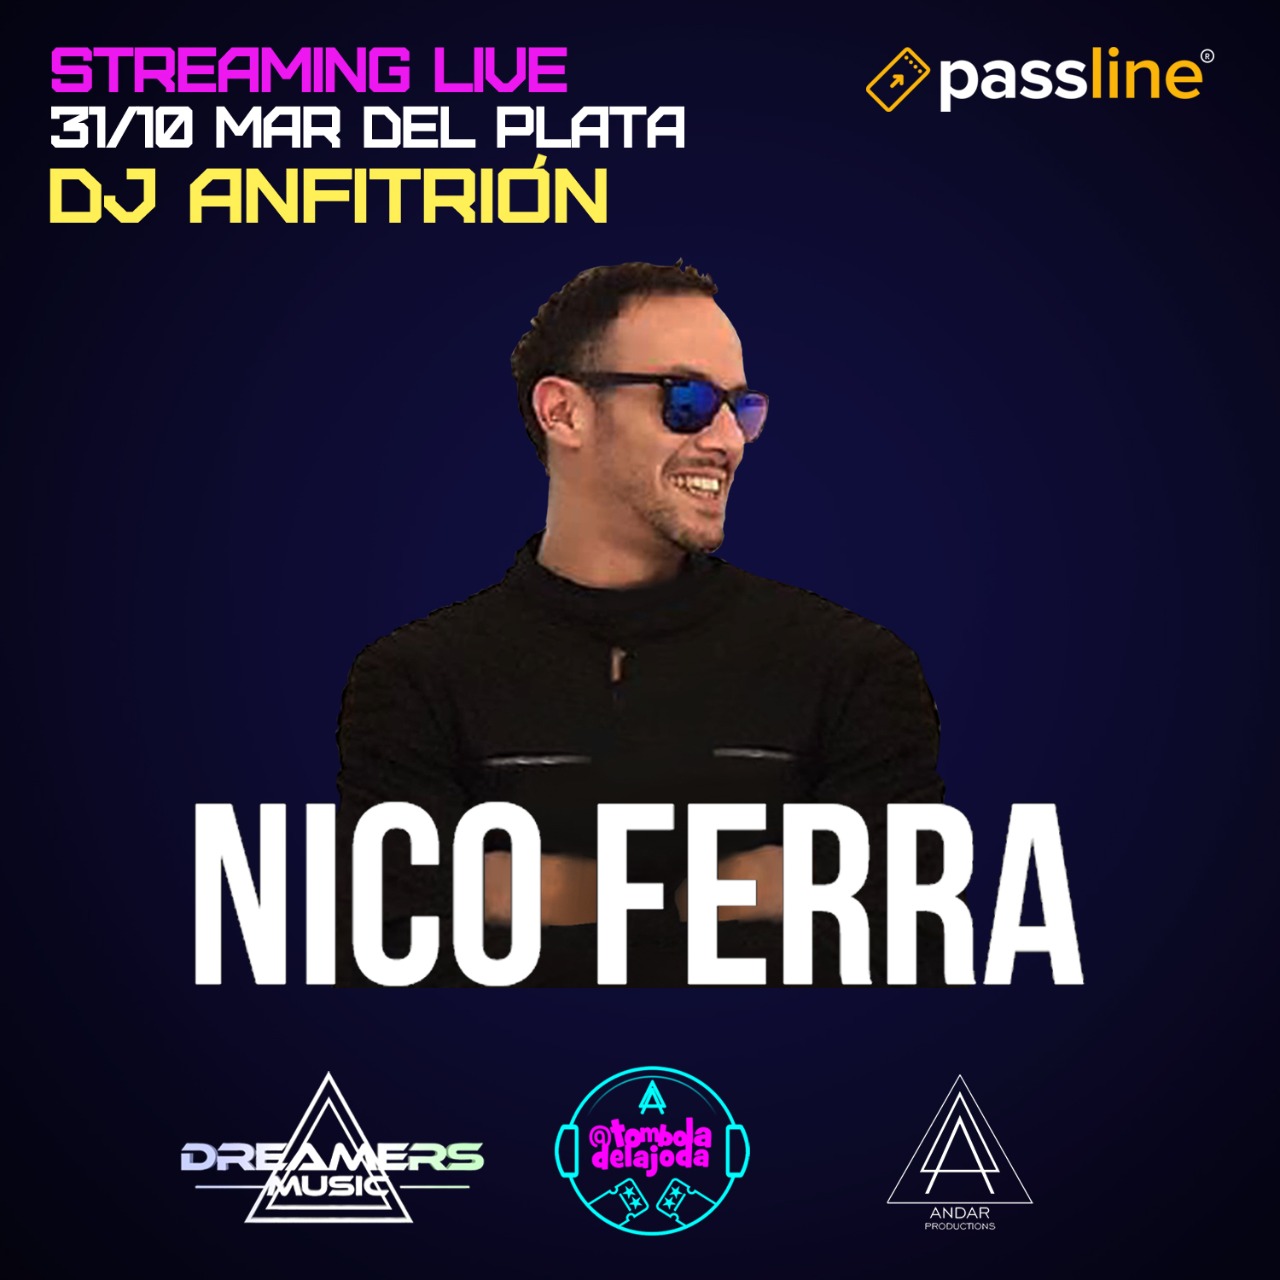 STREAMING LIVE
31/10 MAR DEL PLATA
DJ ANFITRIÓN
passline®
NICO FERRA
DREAMERS
MUSIC
@tombola
delajoda
ANDAR
PRODUCTIONS